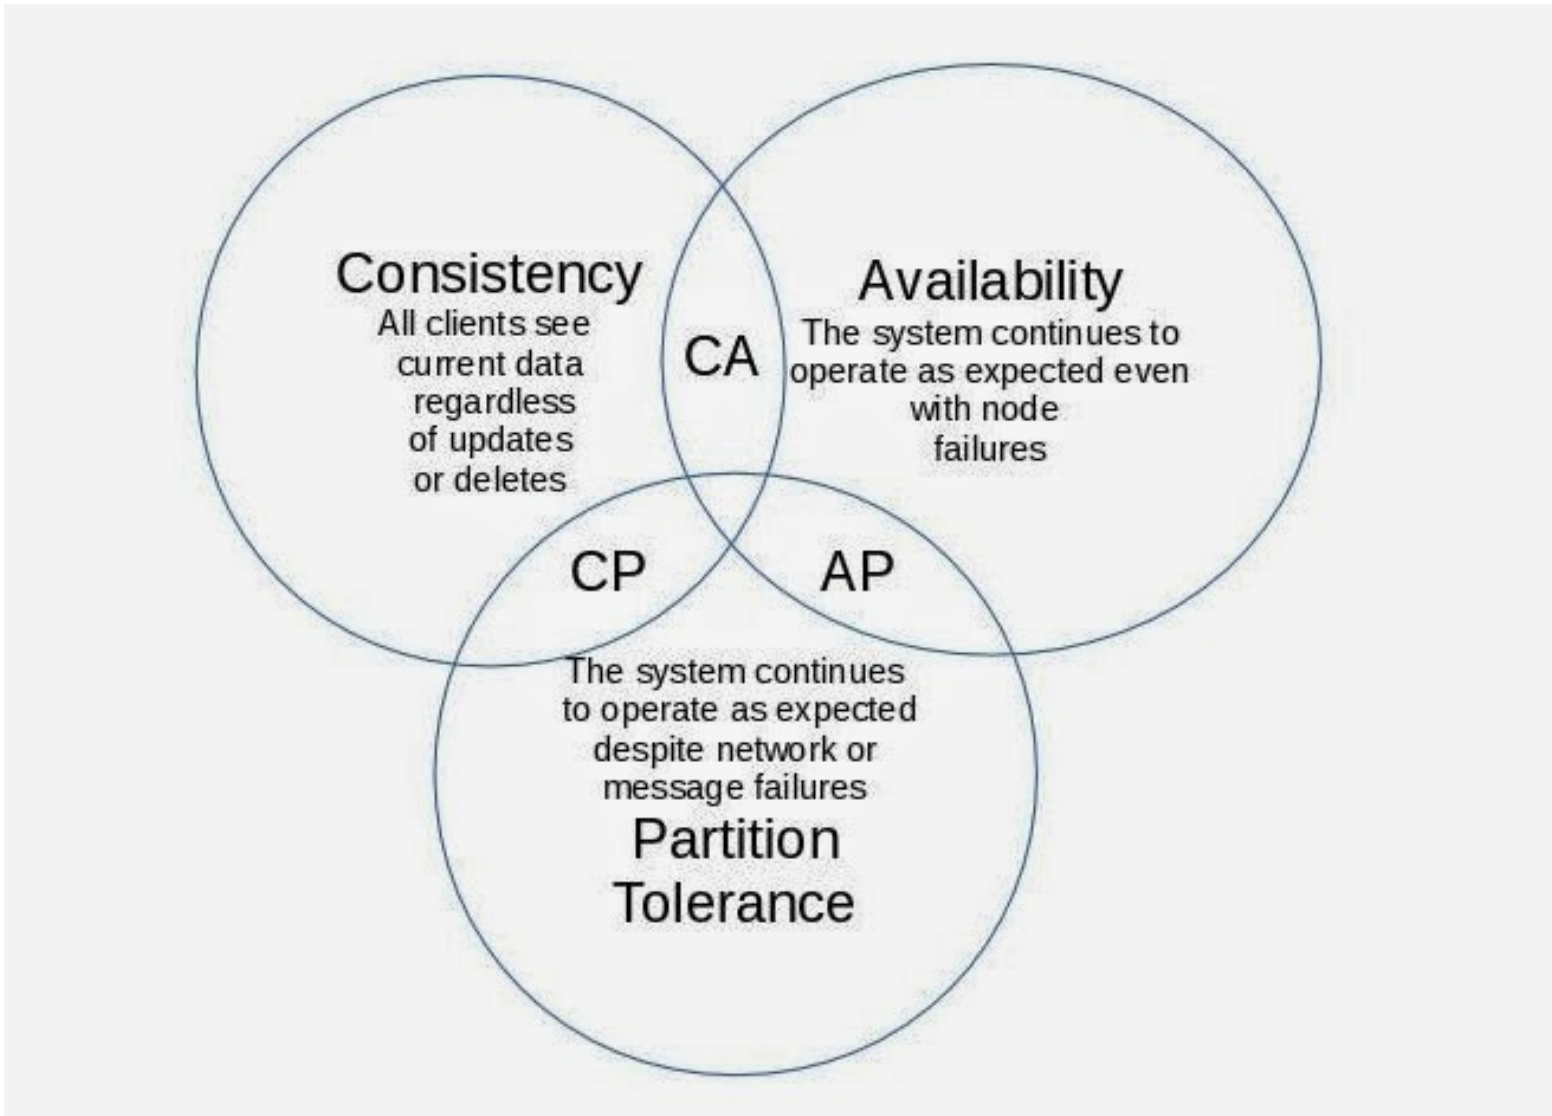 Consistency
All clients see
current data
regardless
of updates
or deletes
CA
Availability
The system continues to
operate as expected even
with node
failures
CP
AP
The system continues
to operate as expected
despite network or
message failures
Partition
Tolerance